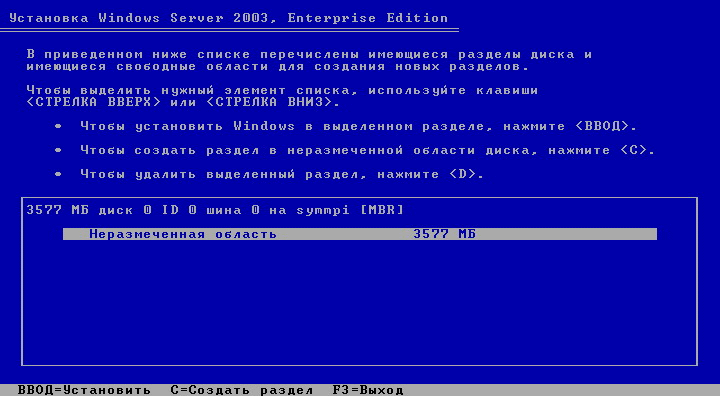 Установка Windows Server 2003, Enterprise Edition
В приведенном ниже списке перечислены имеющиеся разделы диска и
имеющиеся свободные области для создания новых разделов.
Чтобы выделить нужный элемент списка, используйте клавиши
<СТРЕЛКА ВВЕРХ> или <СТРЕЛКА ВНИЗ>.
• Чтобы установить Windows в выделенном разделе, нажмите <ВВОД>.
• Чтобы создать раздел в неразмеченной области диска, нажмите <C>.
• Чтобы удалить выделенный раздел, нажмите <D>.
3577 МБ диск 0 ID 0 шина 0 на symmpi [MBR]
Неразмеченная область 3577 МБ
ВВОД=Установить C=Создать раздел F3=Выход